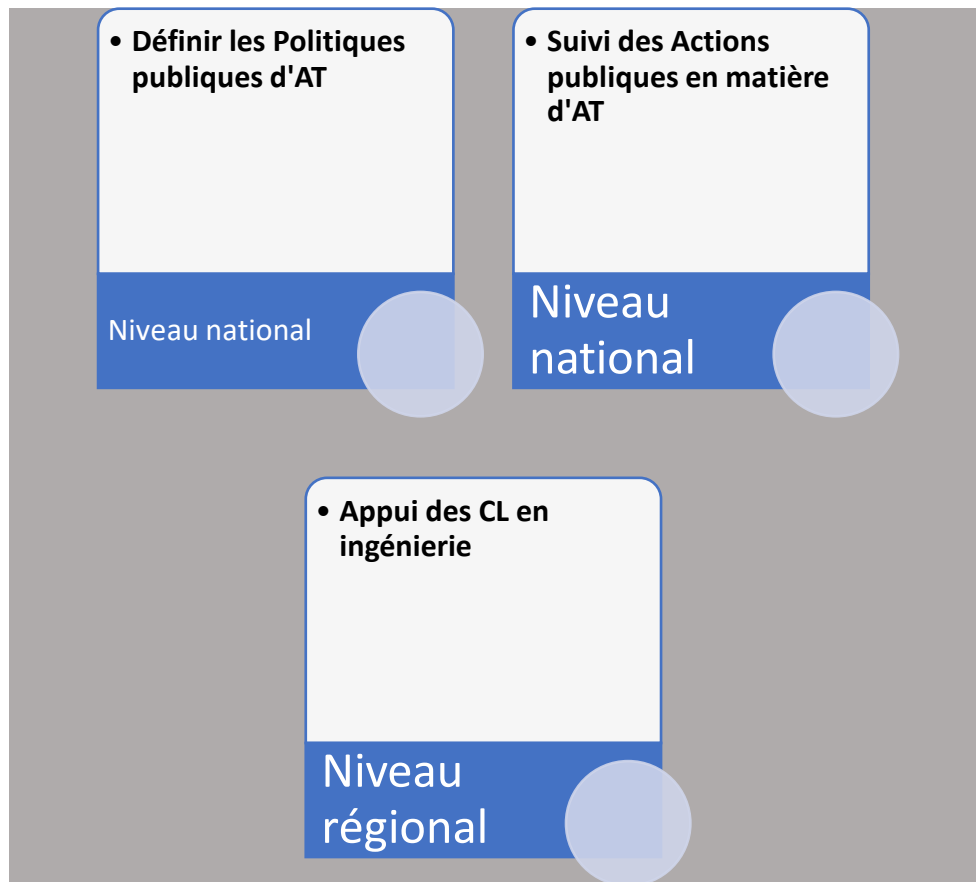 • Définir les Politiques
publiques d'AT
Niveau national
• Suivi des Actions
publiques en matière
d'AT
Niveau
national
• Appui des CL en
ingénierie
Niveau
régional